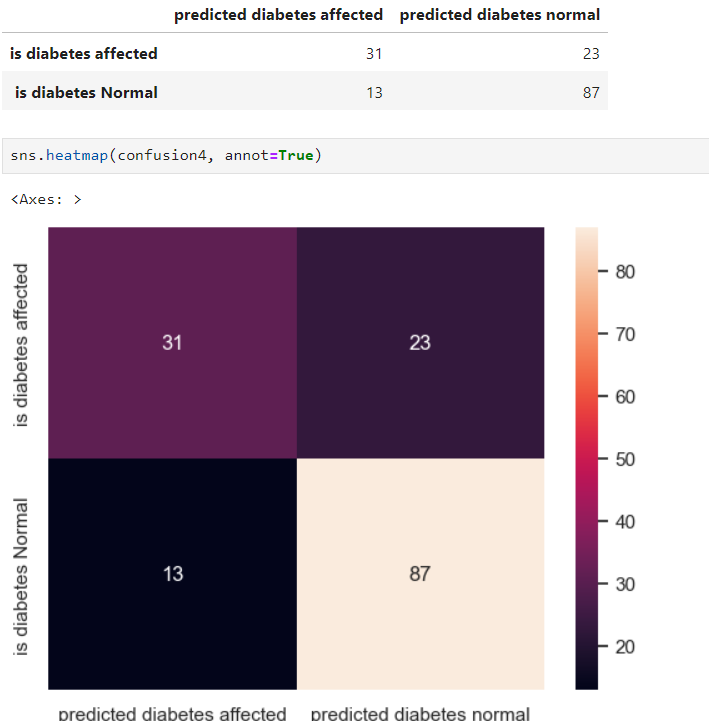 predicted diabetes affected predicted diabetes normal
is diabetes affected 31 23
is diabetes Normal 13 87
sns.heatmap(confusion4, annot=True)
<Axes: >
is diabetes affected
31 23
80
70
60
50
is diabetes Normal
13 87
40
30
20
predicted diabetes affected predicted diabetes normal